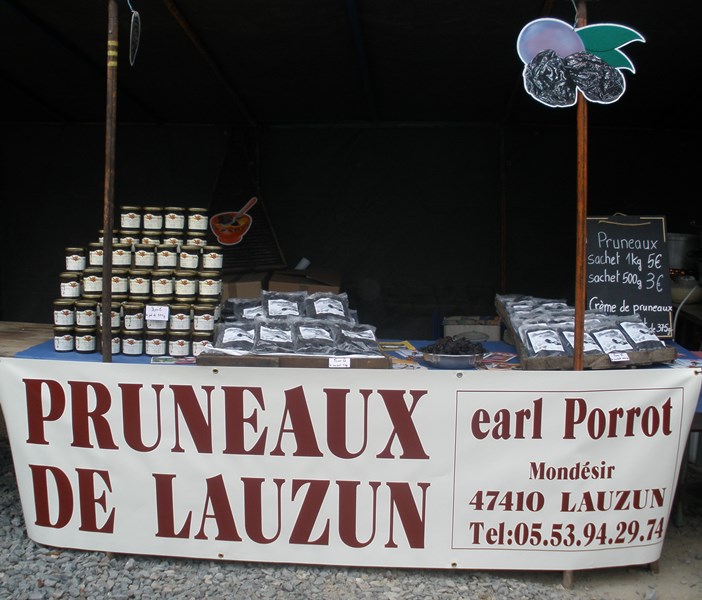 Pruneaux
sachet 1kg 5€
sachet 500g 3€
Crème de pruneaux
PRUNEAUX
DE LAUZUN
earl Porrot
Mondésir
47410 LAUZUN
Tel:05.53.94.29.74